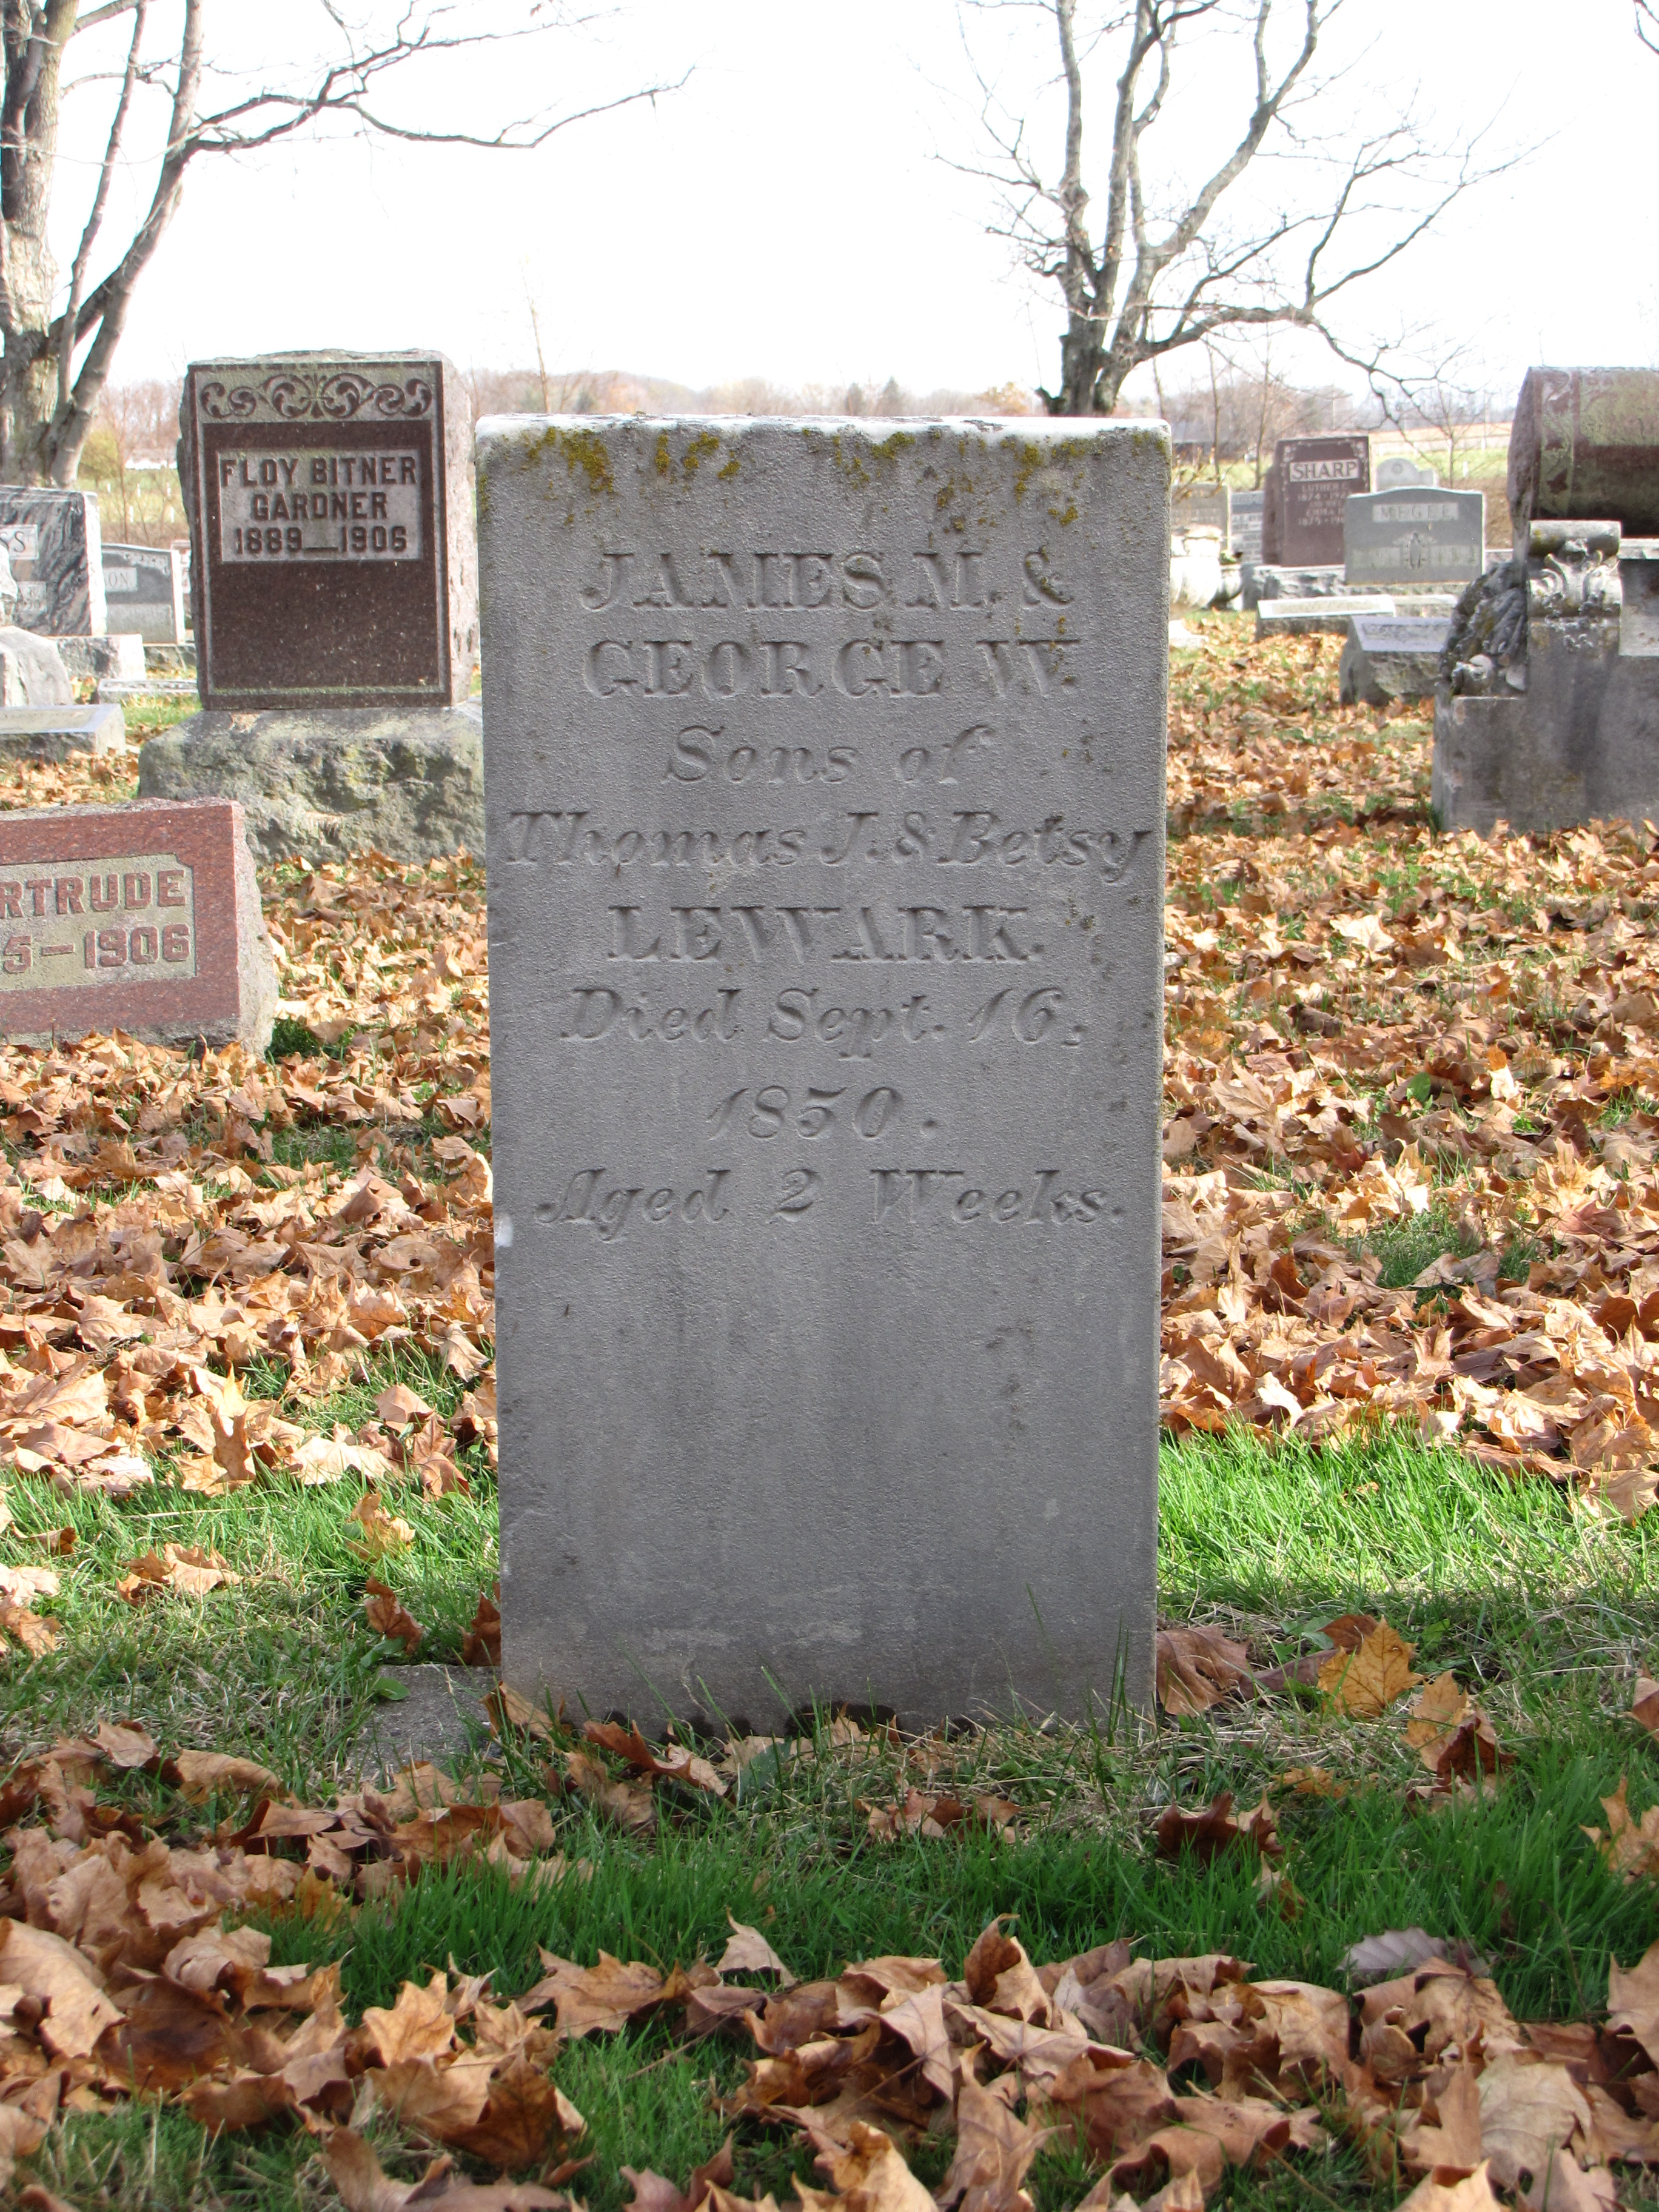 JAMES M. &
GEORGE W.
Sons of
Thomas J. & Betsy
LEWARK.
Died Sept. 16,
1850.
Aged 2 Weeks.
FLOY BITNER
GARDNER
1889–1906
RTRUDE
5–1906
SHARP
MEGEE